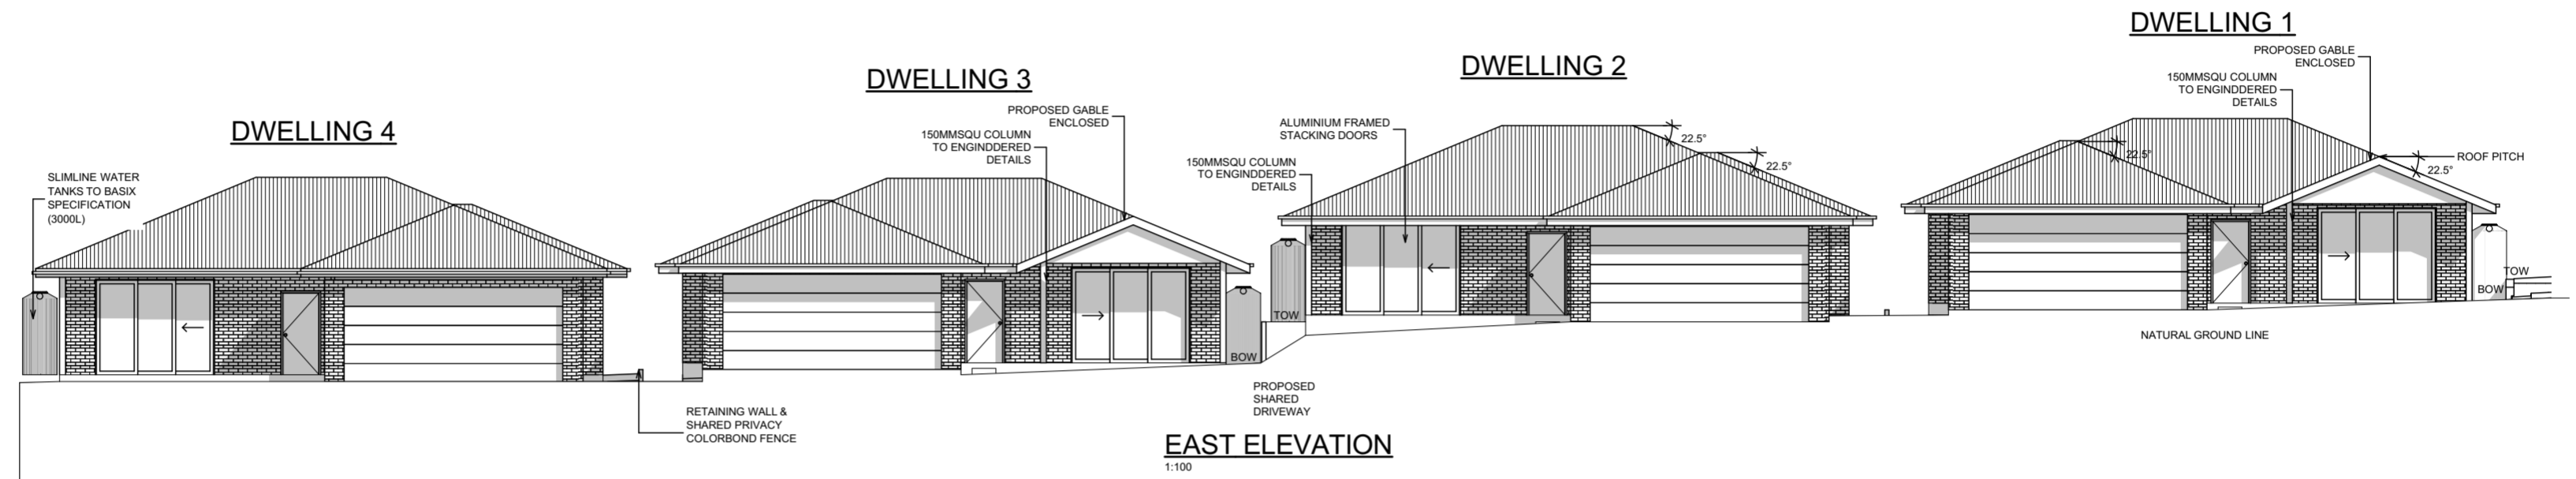 DWELLING 4
SLIMLINE WATER
TANKS TO BASIX
SPECIFICATION
(3000L)
RETAINING WALL &
SHARED PRIVACY
COLORBOND FENCE
DWELLING 3
PROPOSED GABLE
ENCLOSED
150MMSQU COLUMN
TO ENGINDDERED
DETAILS
BOW
DWELLING 2
ALUMINIUM FRAMED
STACKING DOORS
150MMSQU COLUMN
TO ENGINDDERED
DETAILS
22.5°
22.5°
TOW
PROPOSED
SHARED
DRIVEWAY
DWELLING 1
PROPOSED GABLE
ENCLOSED
150MMSQU COLUMN
TO ENGINDDERED
DETAILS
22.5°
ROOF PITCH
22.5°
TOW
BOW
NATURAL GROUND LINE
EAST ELEVATION
1:100